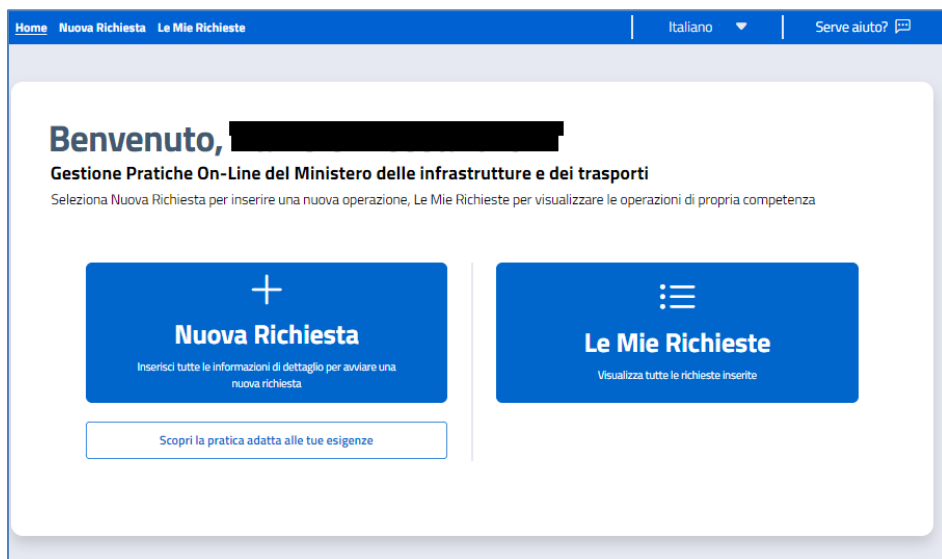 Home Nuova Richiesta Le Mie Richieste Italiano Serve aiuto?
Benvenuto,
Gestione Pratiche On-Line del Ministero delle infrastrutture e dei trasporti
Seleziona Nuova Richiesta per inserire una nuova operazione, Le Mie Richieste per visualizzare le operazioni di propria competenza
Nuova Richiesta
Inserisci tutte le informazioni di dettaglio per avviare una
nuova richiesta
Scopri la pratica adatta alle tue esigenze
Le Mie Richieste
Visualizza tutte le richieste inserite